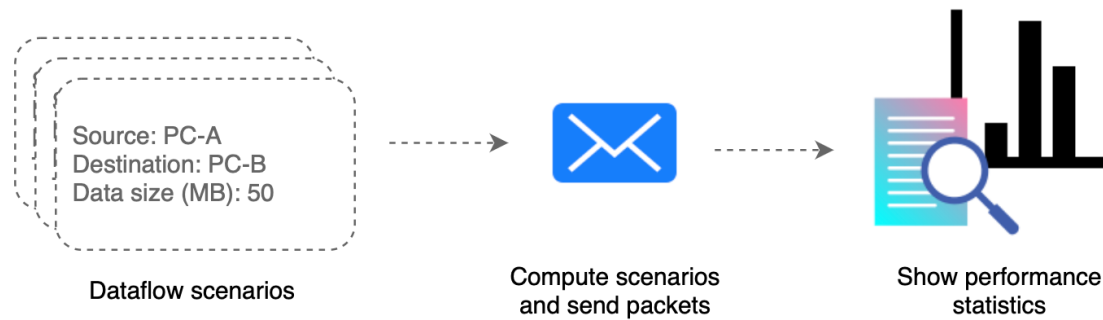 Source: PC-A
Destination: PC-B
Data size (MB): 50
Dataflow scenarios
Compute scenarios
and send packets
Show performance
statistics